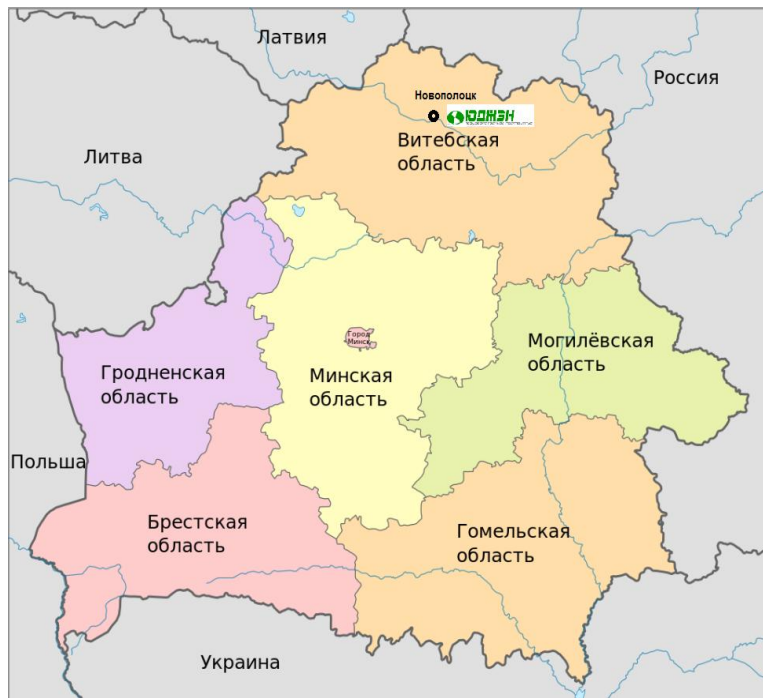 Латвия
Россия
Новополоцк
ЮДЖЭН
Витебская
область
Литва
Город
Минск
Могилёвская
область
Гродненская
область
Минская
область
Польша
Брестская
область
Гомельская
область
Украина